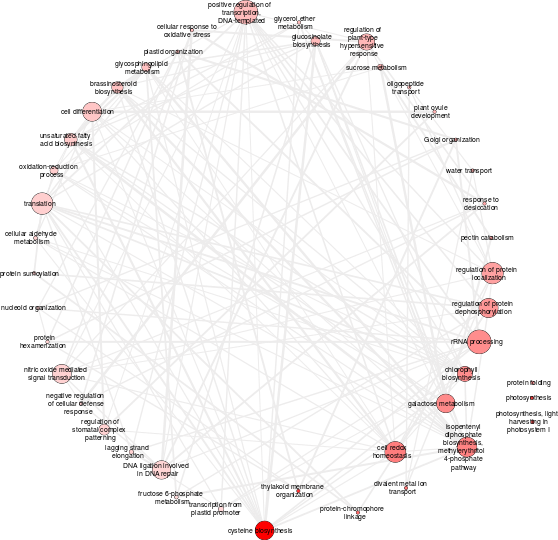 positive regulation of
transcription,
DNA-templated
glycerol ether
metabolism
cellular response to
oxidative stress
glucosinolate
biosynthesis
regulation of
plant-type
hypersensitive
response
plastid organization
glycosphingolipid
metabolism
sucrose metabolism
brassinosteroid
biosynthesis
oligopeptide
transport
cell differentiation
plant ovule
development
unsaturated fatty
acid biosynthesis
Golgi organization
oxidation-reduction
process
water transport
translation
response to
desiccation
cellular aldehyde
metabolism
pectin catabolism
protein sumoylation
regulation of protein
localization
nucleoid organization
regulation of protein
dephosphorylation
protein
hexamerization
rRNA processing
nitric oxide mediated
signal transduction
chlorophyll
biosynthesis
protein folding
negative regulation
of cellular defense
response
galactose metabolism
photosynthesis
photosynthesis, light
harvesting in
photosystem I
regulation of
stomatal complex
patterning
isopentenyl
diphosphate
biosynthesis,
methylerythritol
4-phosphate
pathway
lagging strand
elongation
cell redox
homeostasis
DNA ligation involved
in DNA repair
thylakoid membrane
organization
divalent metal ion
transport
fructose 6-phosphate
metabolism
transcription from
plastid promoter
protein-chromophore
linkage
cysteine biosynthesis